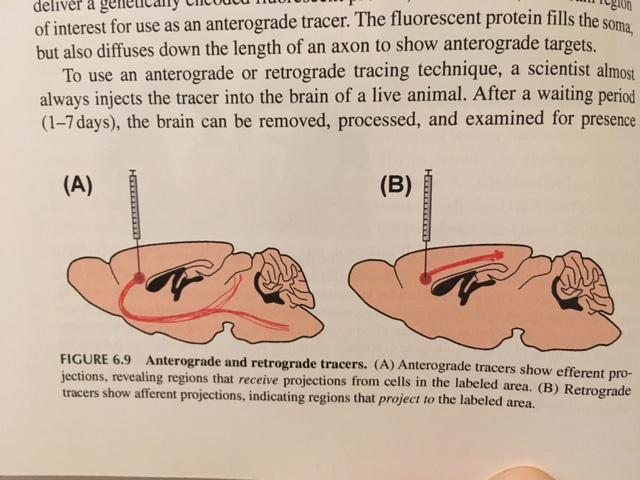 deliver a genetically encoded
of interest for use as an anterograde tracer. The fluorescent protein fills the soma,
but also diffuses down the length of an axon to show anterograde targets.
To use an anterograde or retrograde tracing technique, a scientist almost
always injects the tracer into the brain of a live animal. After a waiting period
(1–7 days), the brain can be removed, processed, and examined for presence
(A)
(B)
FIGURE 6.9 Anterograde and retrograde tracers. (A) Anterograde tracers show efferent pro-
jections, revealing regions that receive projections from cells in the labeled area. (B) Retrograde
tracers show afferent projections, indicating regions that project to the labeled area.